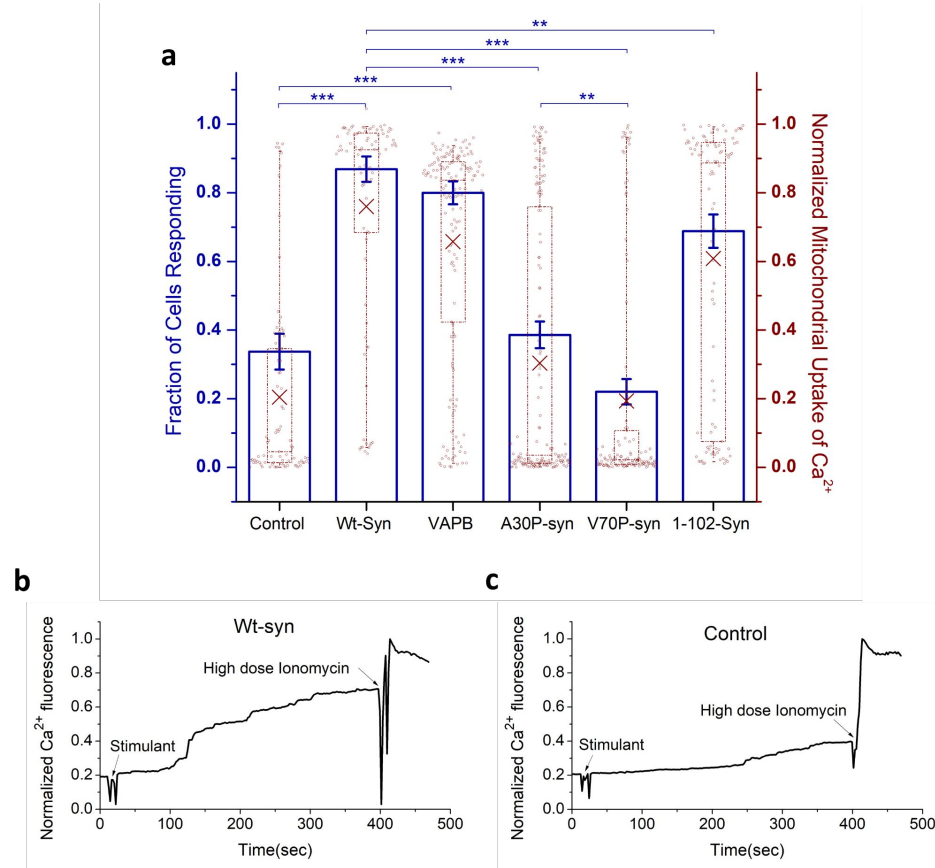 a
**
***
***
***
***
**
Fraction of Cells Responding
1.0
0.8
0.6
0.4
0.2
0.0
1.0
0.8
0.6
0.4
0.2
0.0
Normalized Mitochondrial Uptake of Ca²⁺
Control Wt-Syn VAPB A30P-syn V70P-syn 1-102-Syn
b
Wt-syn
Normalized Ca²⁺ fluorescence
1.0
0.8
0.6
0.4
0.2
0.0
High dose Ionomycin
Stimulant
0 100 200 300 400 500
Time(sec)
c
Control
Normalized Ca²⁺ fluorescence
1.0
0.8
0.6
0.4
0.2
0.0
High dose Ionomycin
Stimulant
0 100 200 300 400 500
Time(sec)